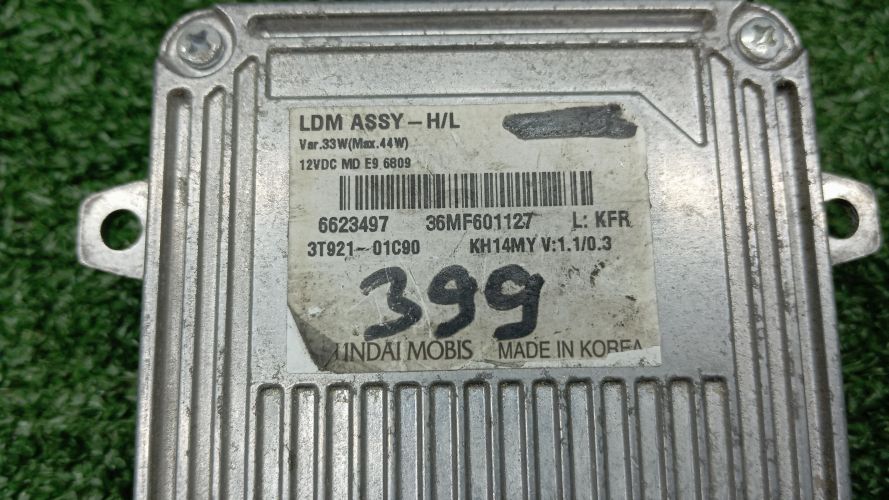 LDM ASSY-H/L
Var.33W(Max.44W)
12VDC MD E9 6809
6623497 36MF601127 L: KFR
3T921-01C90 KH14MY V:1.1/0.3
399
MOBIS MADE IN KOREA